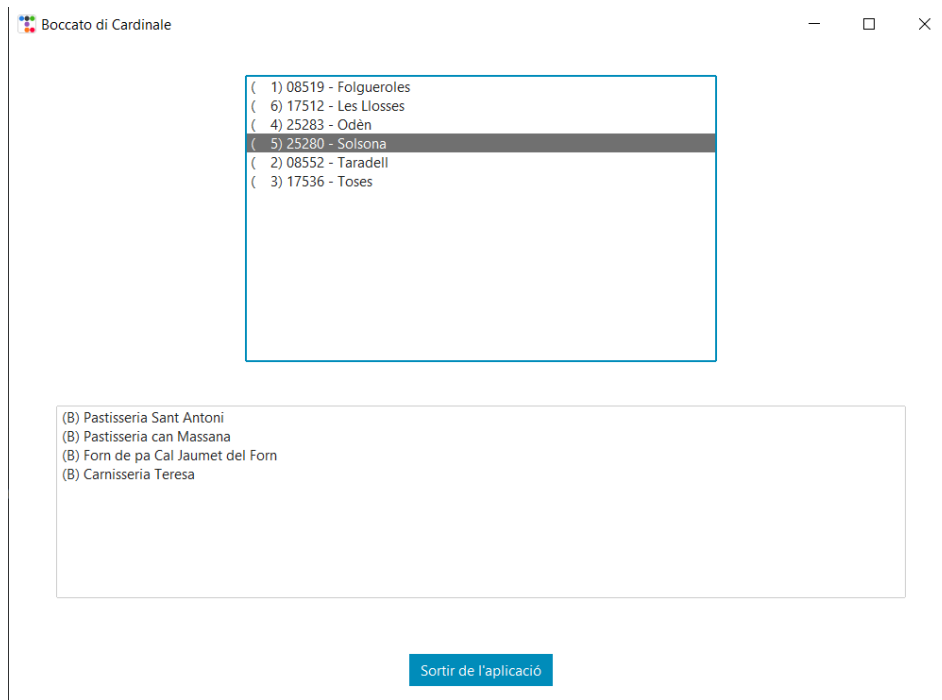 Boccato di Cardinale
( 1) 08519 - Folgueroles
( 6) 17512 - Les Llosses
( 4) 25283 - Odèn
( 5) 25280 - Solsona
( 2) 08552 - Taradell
( 3) 17536 - Toses
(B) Pastisseria Sant Antoni
(B) Pastisseria can Massana
(B) Forn de pa Cal Jaumet del Forn
(B) Carnisseria Teresa
Sortir de l'aplicació